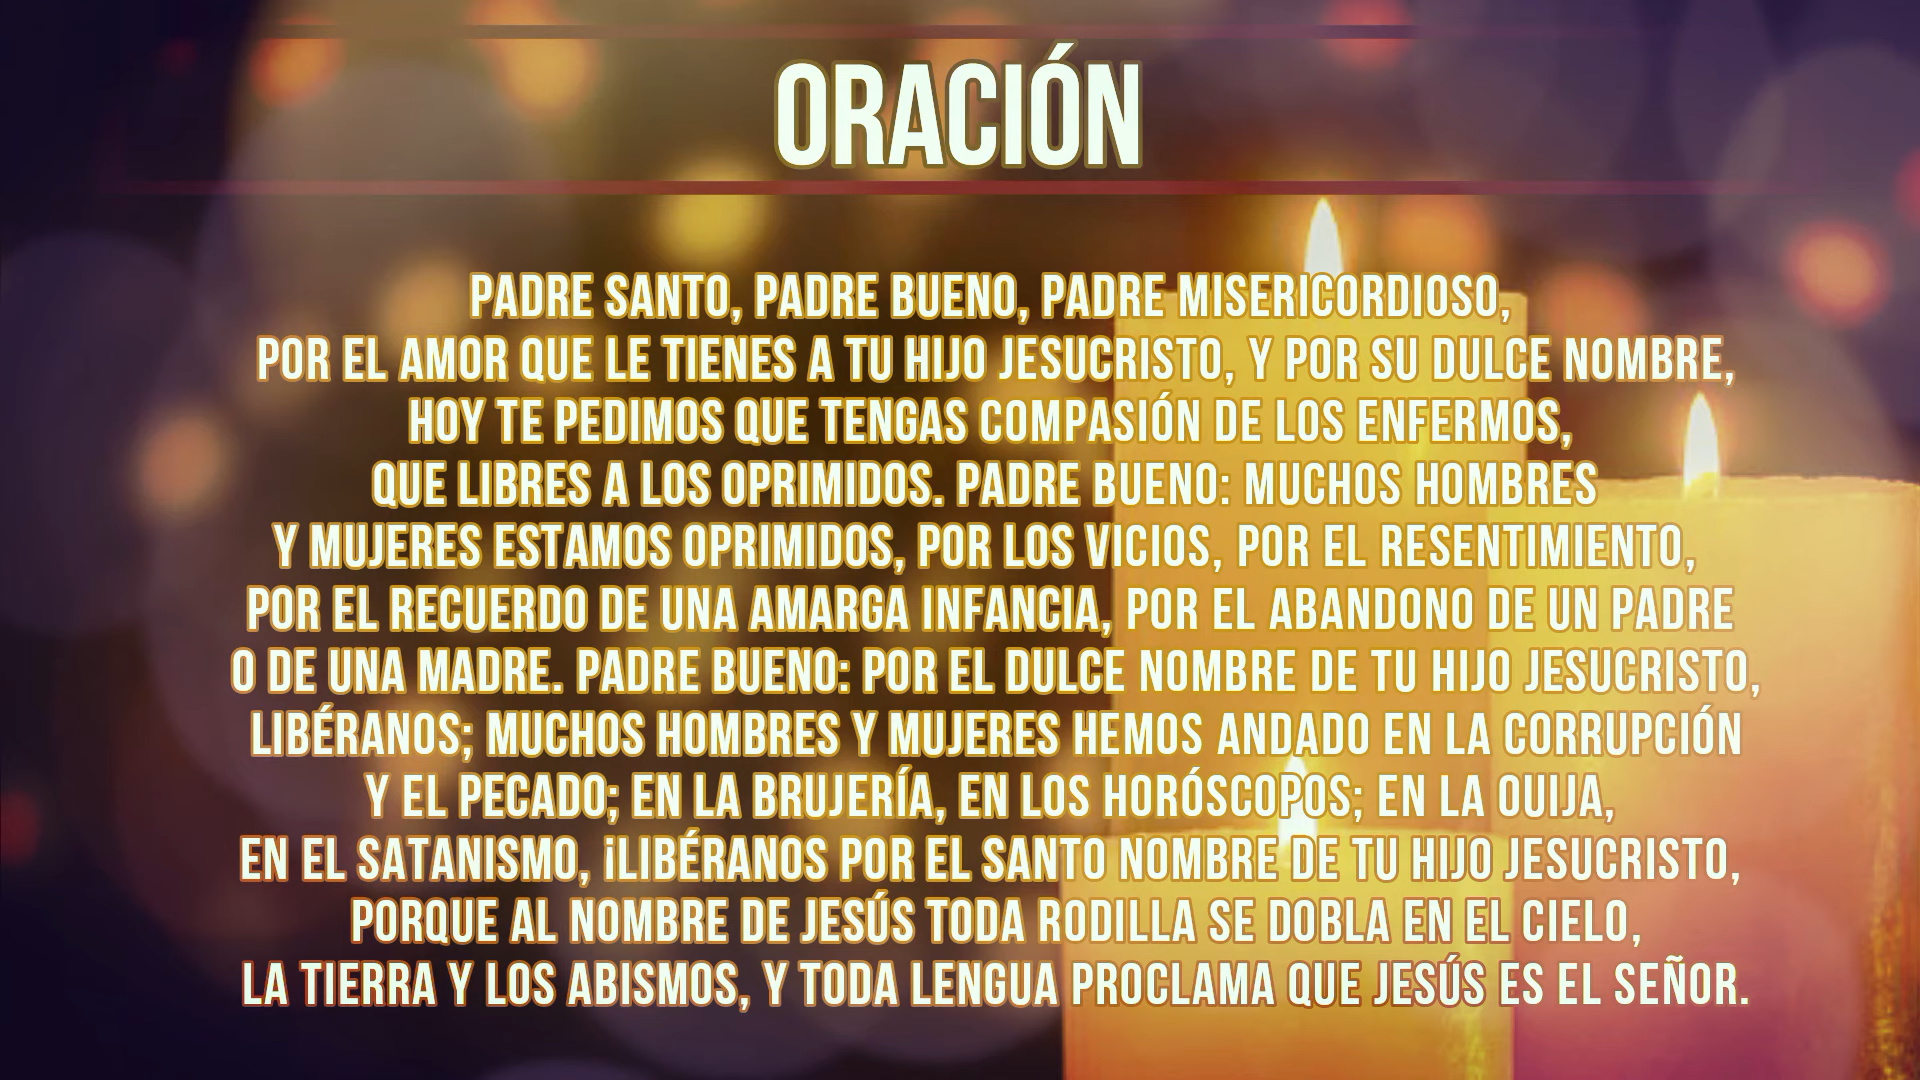 ORACIÓN
PADRE SANTO, PADRE BUENO, PADRE MISERICORDIOSO,
POR EL AMOR QUE LE TIENES A TU HIJO JESUCRISTO, Y POR SU DULCE NOMBRE,
HOY TE PEDIMOS QUE TENGAS COMPASIÓN DE LOS ENFERMOS,
QUE LIBRES A LOS OPRIMIDOS. PADRE BUENO: MUCHOS HOMBRES
Y MUJERES ESTAMOS OPRIMIDOS, POR LOS VICIOS, POR EL RESENTIMIENTO,
POR EL RECUERDO DE UNA AMARGA INFANCIA, POR EL ABANDONO DE UN PADRE
O DE UNA MADRE. PADRE BUENO: POR EL DULCE NOMBRE DE TU HIJO JESUCRISTO,
LIBÉRANOS; MUCHOS HOMBRES Y MUJERES HEMOS ANDADO EN LA CORRUPCIÓN
Y EL PECADO; EN LA BRUJERÍA, EN LOS HORÓSCOPOS; EN LA OUIJA,
EN EL SATANISMO, ¡LIBÉRANOS POR EL SANTO NOMBRE DE TU HIJO JESUCRISTO,
PORQUE AL NOMBRE DE JESÚS TODA RODILLA SE DOBLA EN EL CIELO,
LA TIERRA Y LOS ABISMOS, Y TODA LENGUA PROCLAMA QUE JESÚS ES EL SEÑOR.